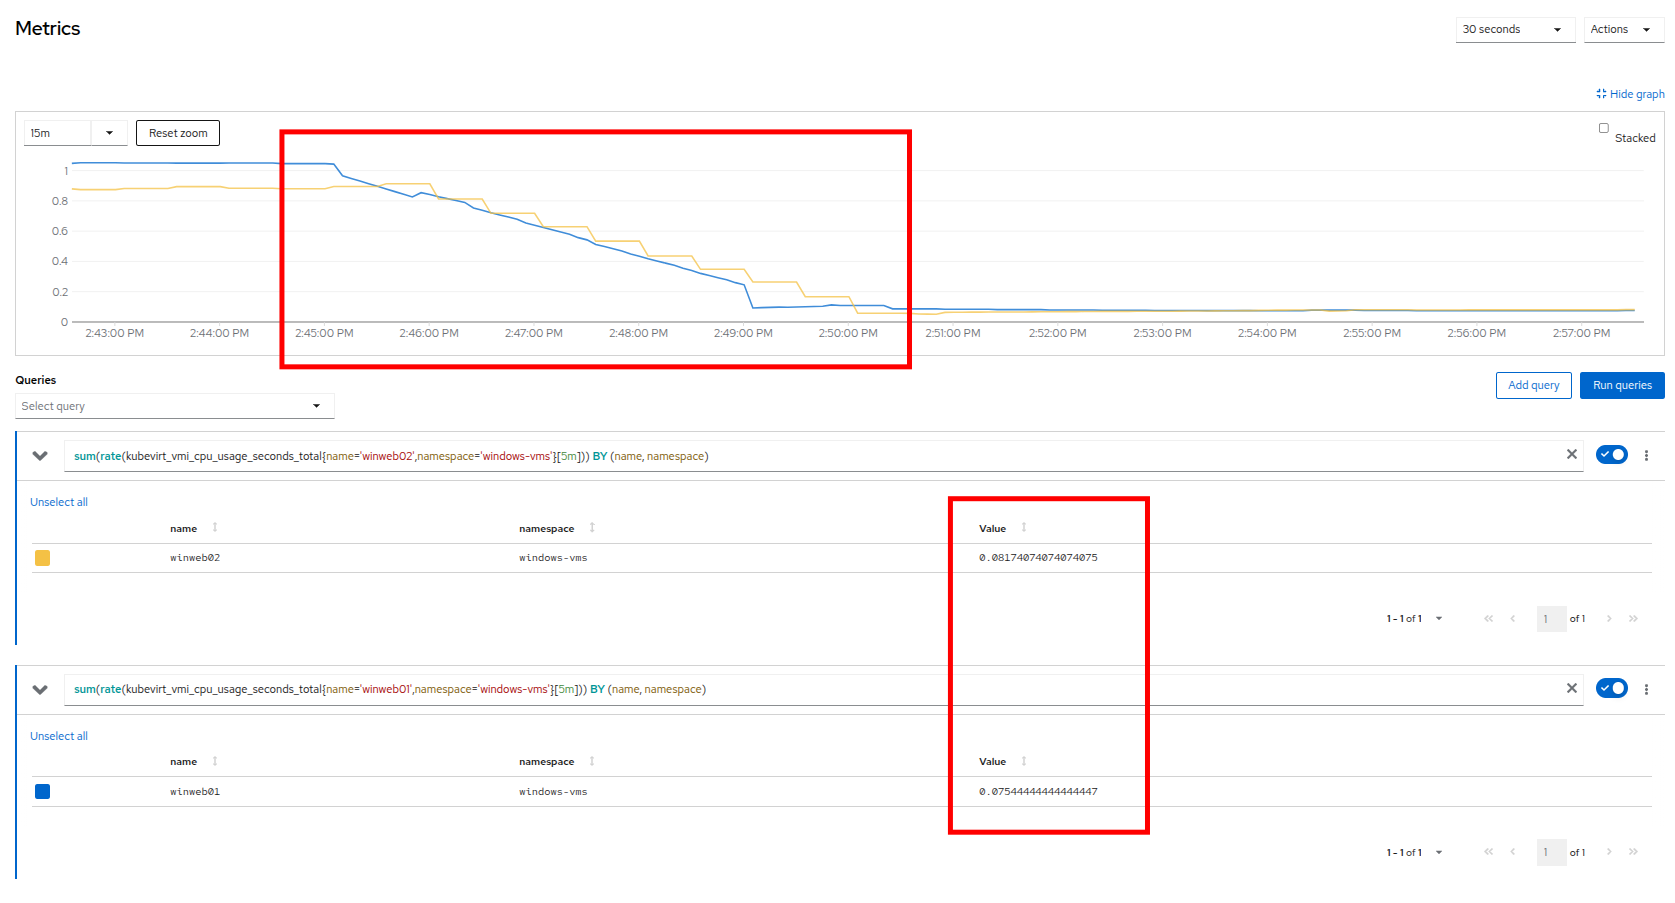 Metrics
30 seconds
Actions
Hide graph
15m
Reset zoom
Stacked
1
0.8
0.6
0.4
0.2
0
2:43:00 PM 2:44:00 PM 2:45:00 PM 2:46:00 PM 2:47:00 PM 2:48:00 PM 2:49:00 PM 2:50:00 PM 2:51:00 PM 2:52:00 PM 2:53:00 PM 2:54:00 PM 2:55:00 PM 2:56:00 PM 2:57:00 PM
Queries
Select query
Add query
Run queries
sum(rate(kubevirt_vmi_cpu_usage_seconds_total{name='winweb02',namespace='windows-vms'}[5m])) BY (name, namespace)
Unselect all
name namespace Value
winweb02 windows-vms 0.08174074074074075
1 - 1 of 1
1 of 1
sum(rate(kubevirt_vmi_cpu_usage_seconds_total{name='winweb01',namespace='windows-vms'}[5m])) BY (name, namespace)
Unselect all
name namespace Value
winweb01 windows-vms 0.07544444444444447
1 - 1 of 1
1 of 1